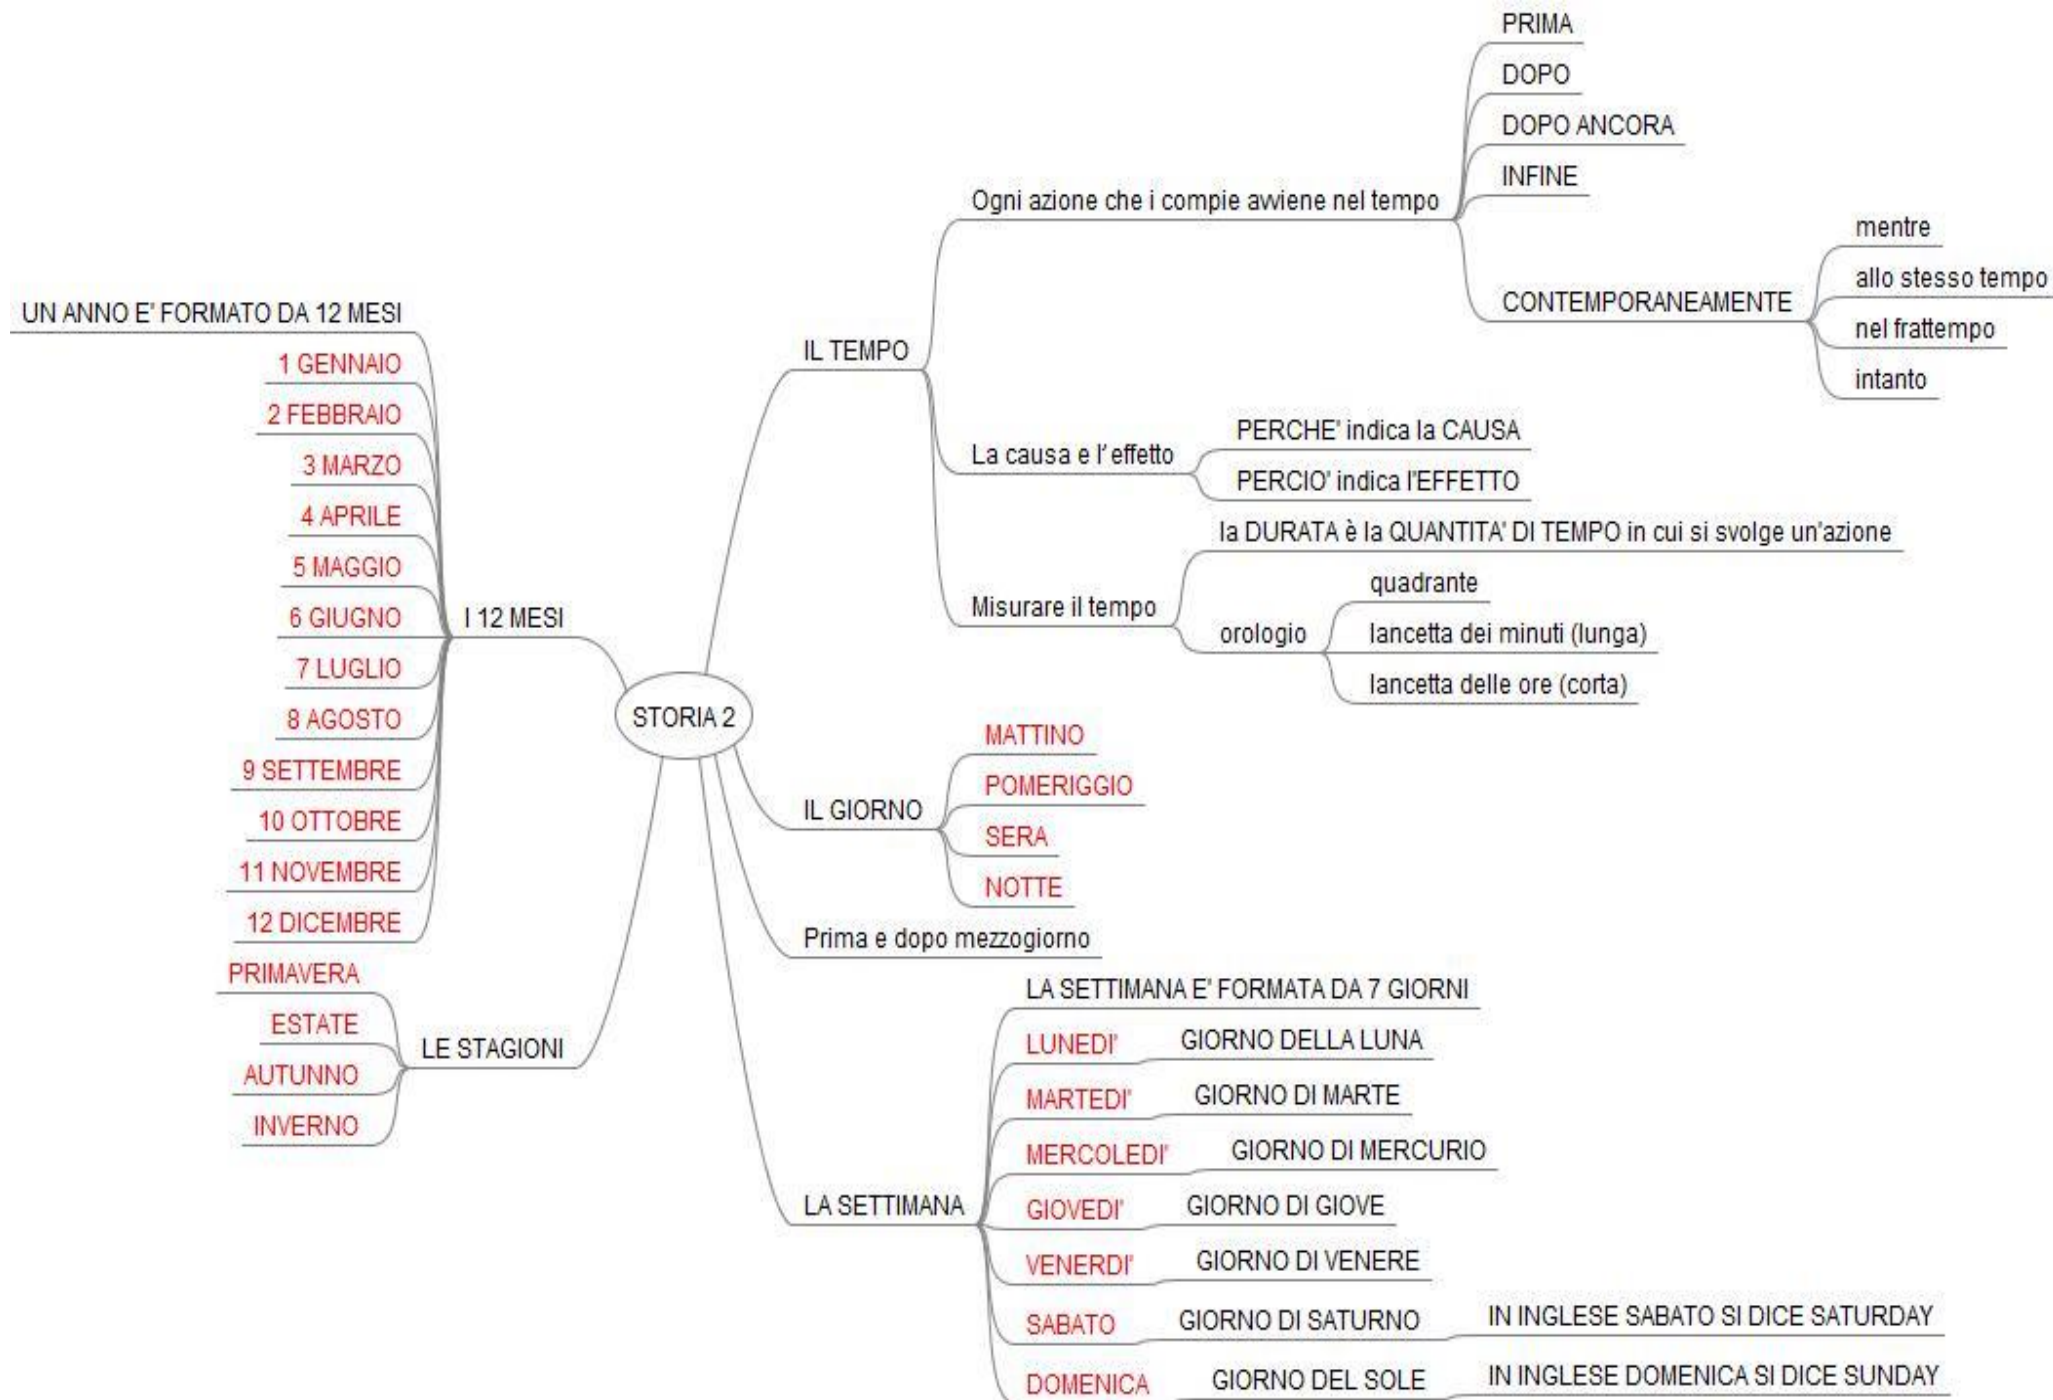 STORIA 2
IL TEMPO
Ogni azione che i compie avviene nel tempo
PRIMA
DOPO
DOPO ANCORA
INFINE
CONTEMPORANEAMENTE
mentre
allo stesso tempo
nel frattempo
intanto
La causa e l'effetto
PERCHE' indica la CAUSA
PERCIO' indica l'EFFETTO
Misurare il tempo
la DURATA è la QUANTITA' DI TEMPO in cui si svolge un'azione
orologio
quadrante
lancetta dei minuti (lunga)
lancetta delle ore (corta)
IL GIORNO
MATTINO
POMERIGGIO
SERA
NOTTE
Prima e dopo mezzogiorno
LA SETTIMANA
LA SETTIMANA E' FORMATA DA 7 GIORNI
LUNEDI'
GIORNO DELLA LUNA
MARTEDI'
GIORNO DI MARTE
MERCOLEDI'
GIORNO DI MERCURIO
GIOVEDI'
GIORNO DI GIOVE
VENERDI'
GIORNO DI VENERE
SABATO
GIORNO DI SATURNO
IN INGLESE SABATO SI DICE SATURDAY
DOMENICA
GIORNO DEL SOLE
IN INGLESE DOMENICA SI DICE SUNDAY
I 12 MESI
UN ANNO E' FORMATO DA 12 MESI
1 GENNAIO
2 FEBBRAIO
3 MARZO
4 APRILE
5 MAGGIO
6 GIUGNO
7 LUGLIO
8 AGOSTO
9 SETTEMBRE
10 OTTOBRE
11 NOVEMBRE
12 DICEMBRE
LE STAGIONI
PRIMAVERA
ESTATE
AUTUNNO
INVERNO